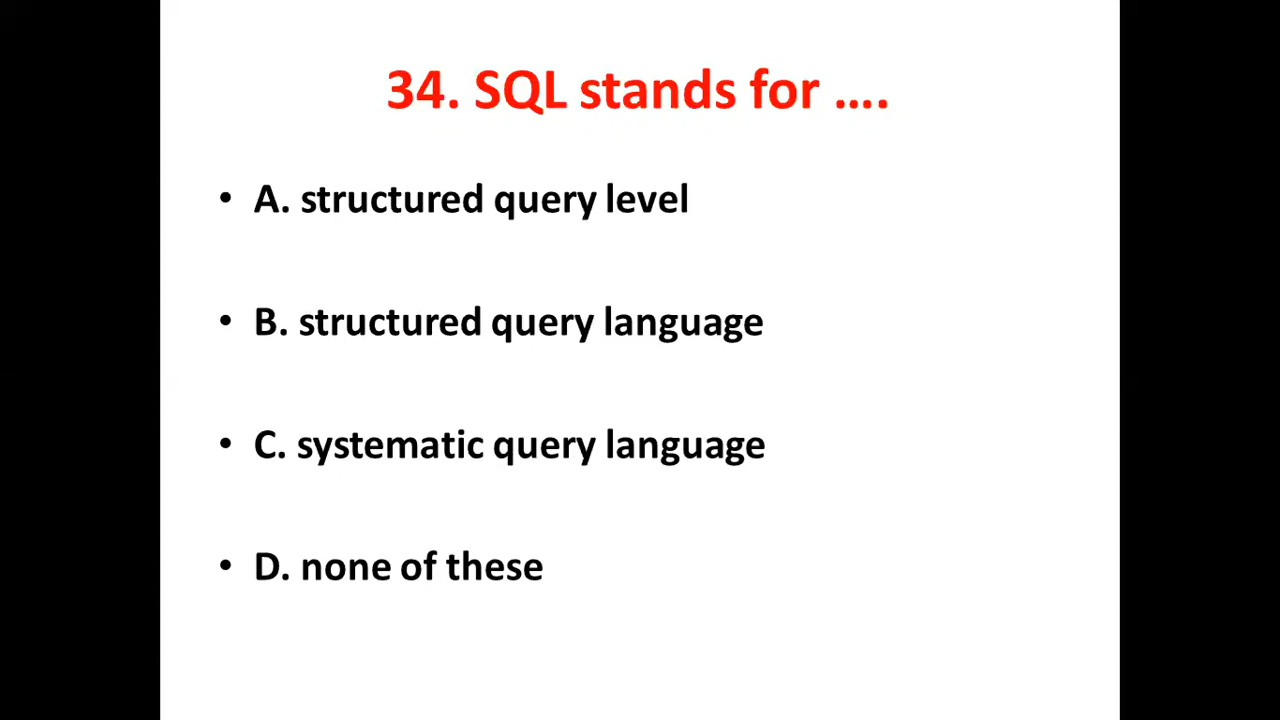 34. SQL stands for ….
• A. structured query level
• B. structured query language
• C. systematic query language
• D. none of these